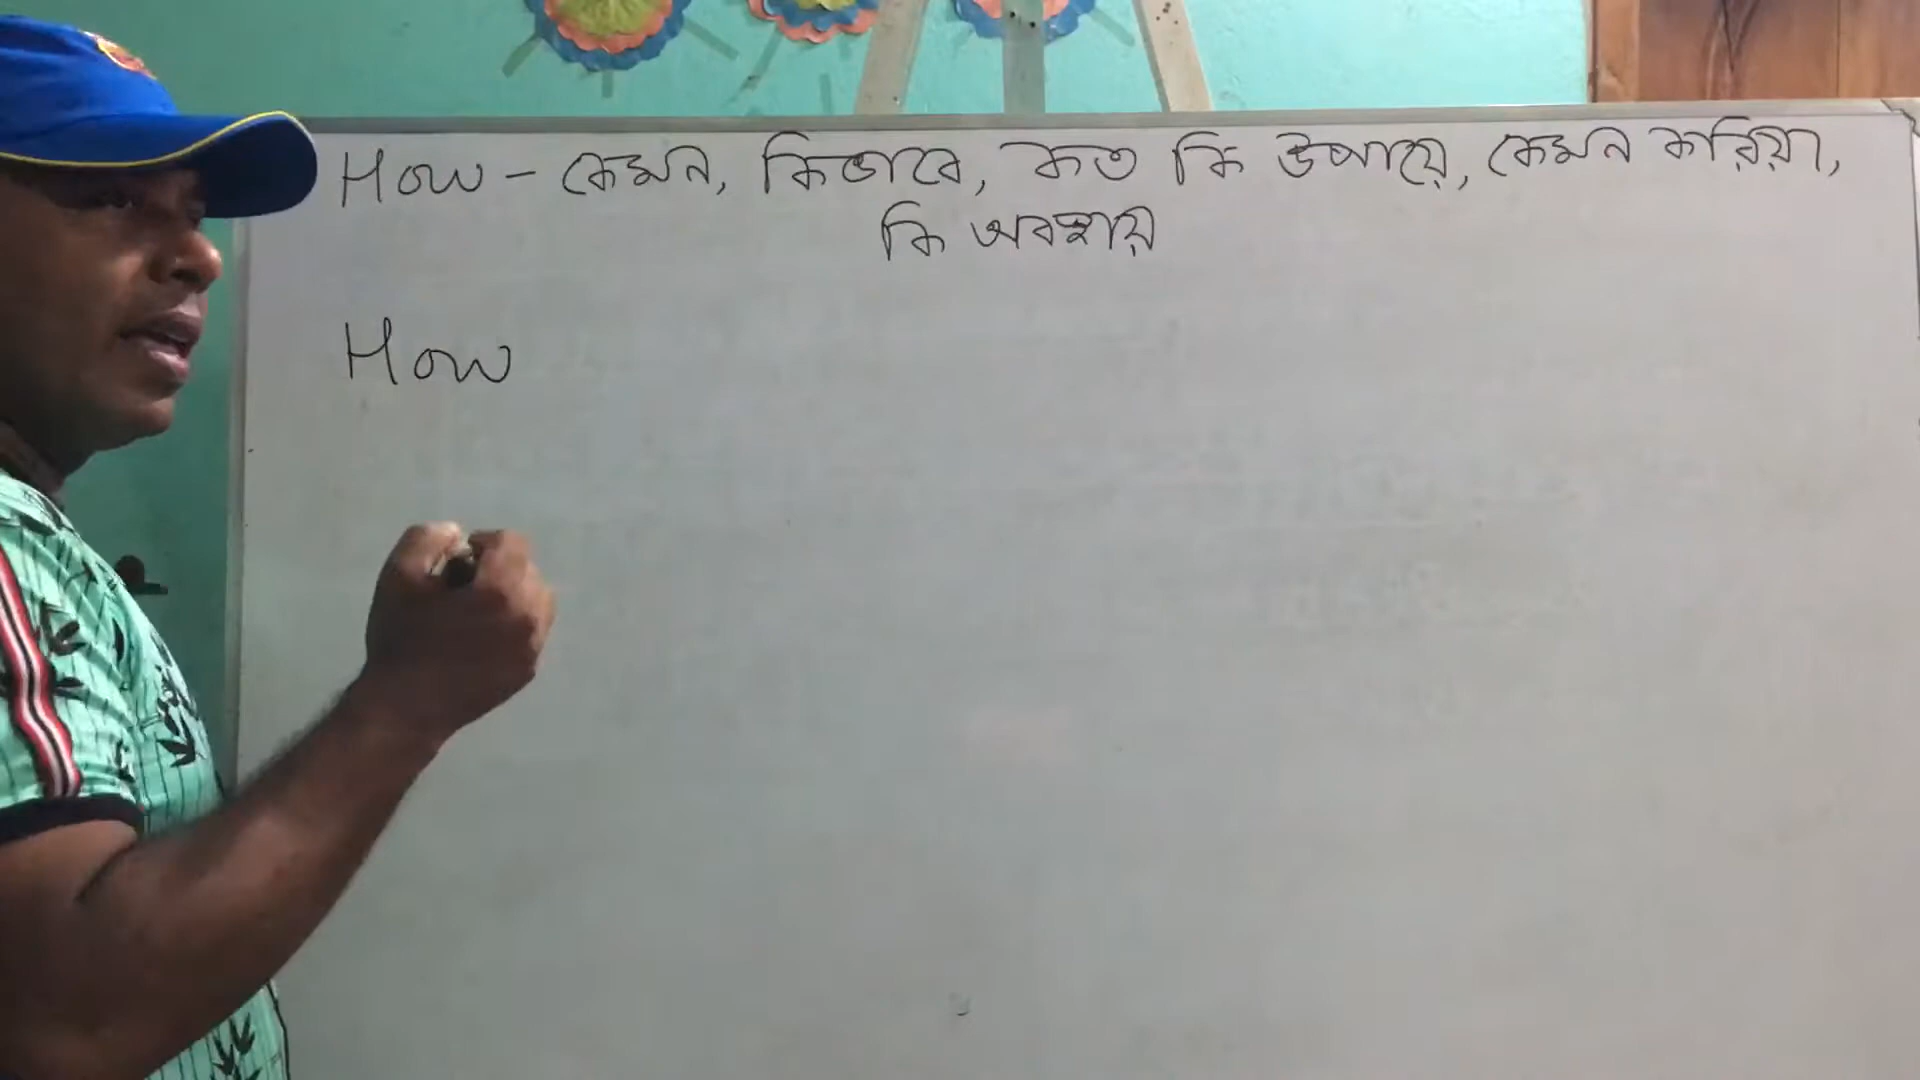 How - কেমন, কিভাবে, কত কি উপায়ে, কেমন করিয়া,
কি অবস্থায়
How